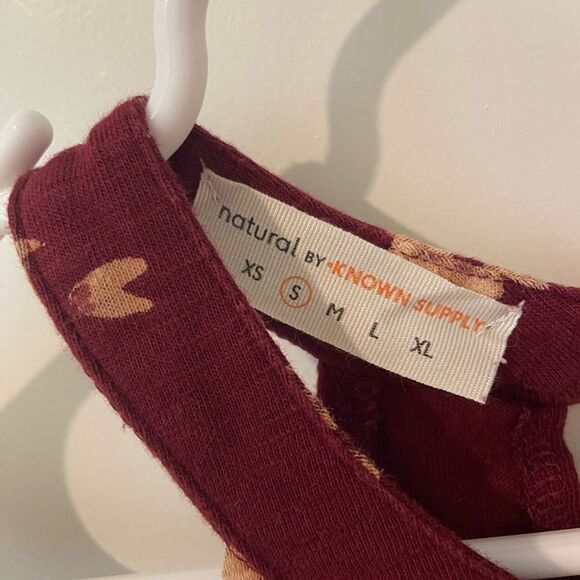 natural BY KNOWN SUPPLY
XS S M L XL